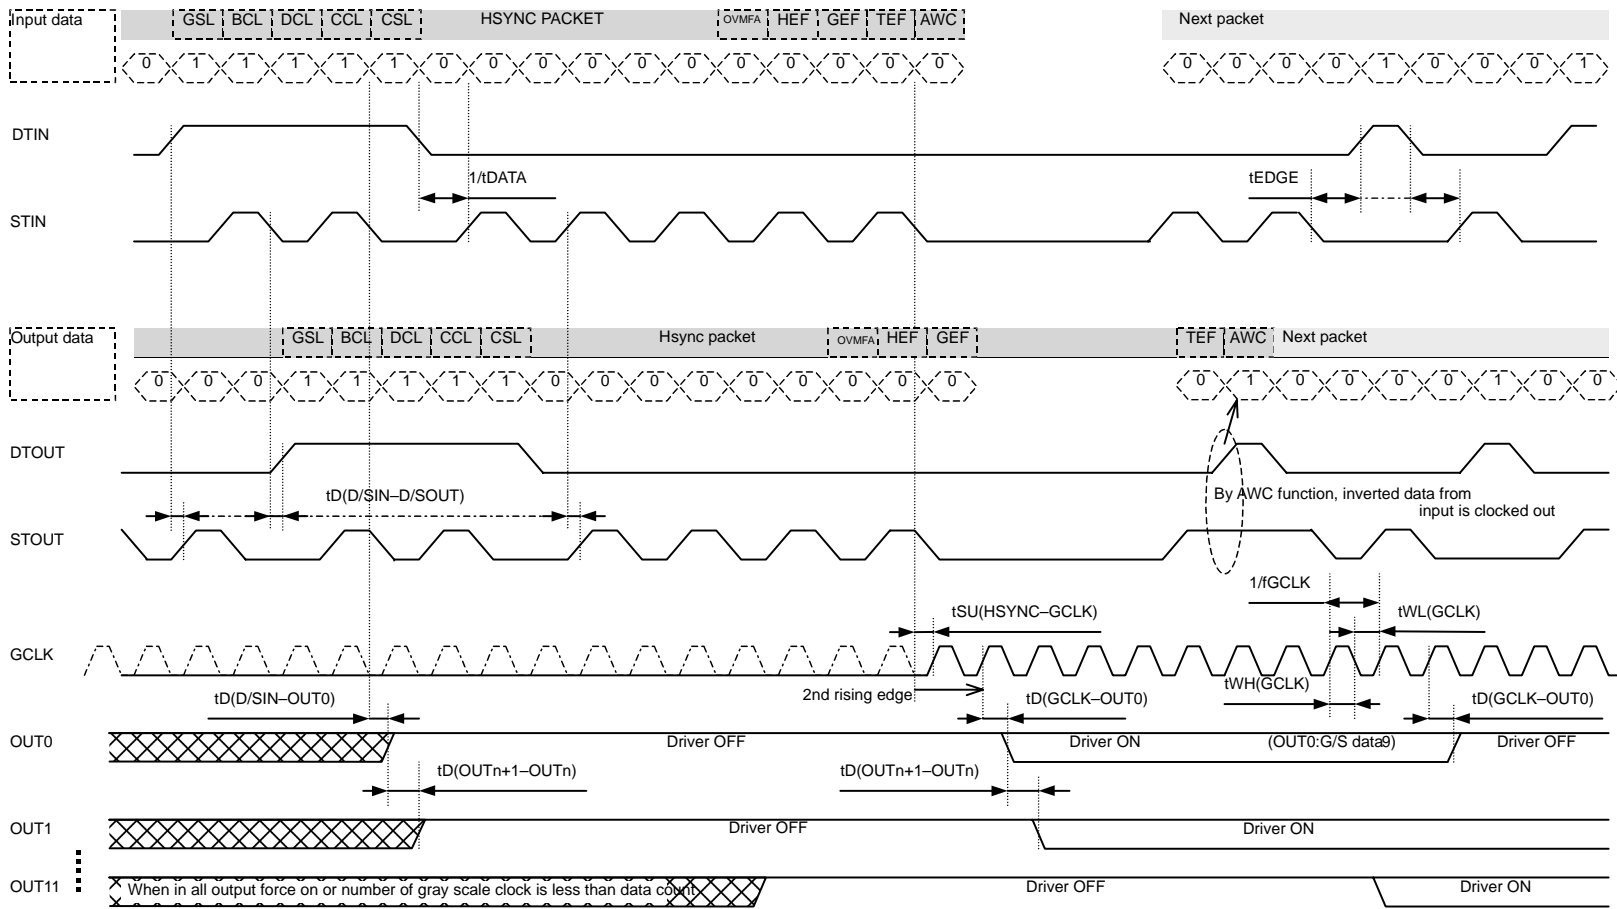 Input data GSL BCL DCL CCL CSL HSYNC PACKET OVMFA HEF GEF TEF AWC Next packet
0 1 1 1 1 1 0 0 0 0 0 0 0 0 0 0 0 0 0 0 0 0 1 0 0 0 1
DTIN
1/tDATA tEDGE
STIN
Output data GSL BCL DCL CCL CSL Hsync packet OVMFA HEF GEF TEF AWC Next packet
0 0 0 1 1 1 1 1 0 0 0 0 0 0 0 0 0 0 1 0 0 0 0 1 0 0
DTOUT
tD(D/SIN–D/SOUT) By AWC function, inverted data from
input is clocked out
STOUT
1/fGCLK
tSU(HSYNC–GCLK) tWL(GCLK)
GCLK
tD(D/SIN–OUT0) 2nd rising edge tD(GCLK–OUT0) tWH(GCLK) tD(GCLK–OUT0)
OUT0 Driver OFF Driver ON (OUT0:G/S data9) Driver OFF
tD(OUTn+1–OUTn) tD(OUTn+1–OUTn)
OUT1 Driver OFF Driver ON
OUT11 When in all output force on or number of gray scale clock is less than data count Driver OFF Driver ON